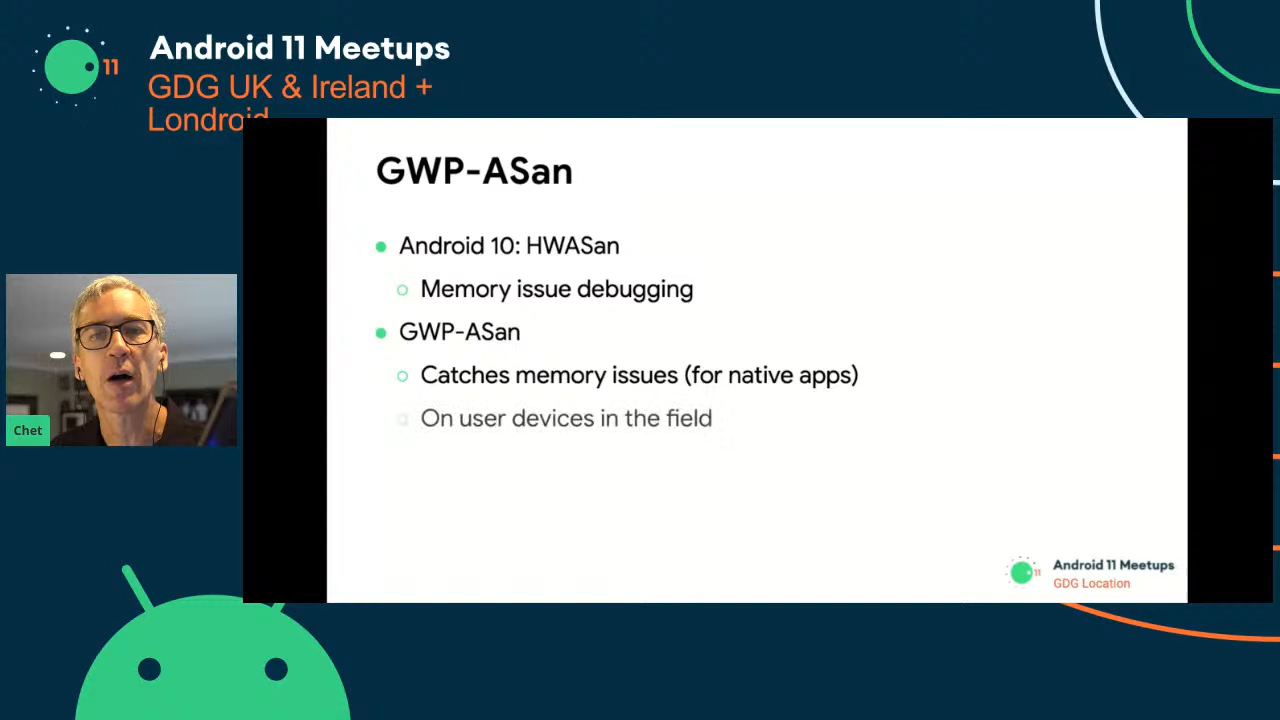 Android 11 Meetups
11
GDG UK & Ireland +
Londroid
GWP-ASan
Android 10: HWASan
Memory issue debugging
GWP-ASan
Catches memory issues (for native apps)
On user devices in the field
Chet
11
Android 11 Meetups
GDG Location